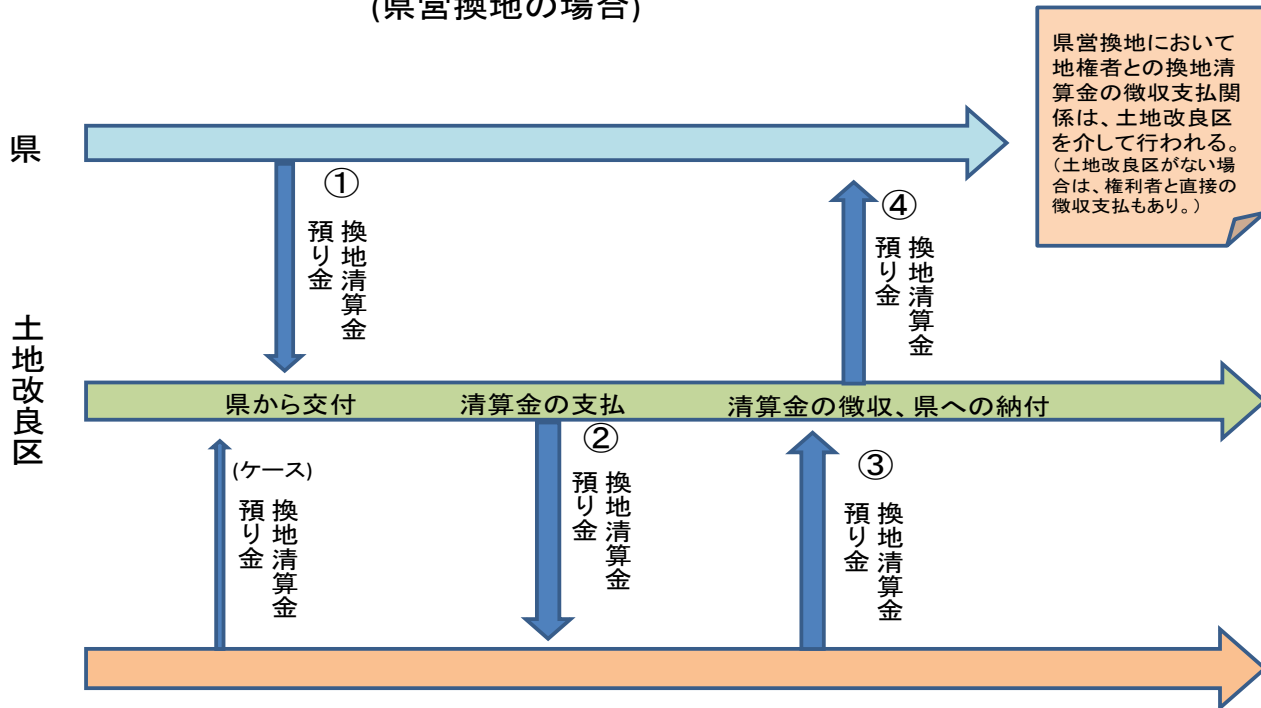 (県営換地の場合)
県営換地において
地権者との換地清
算金の徴収支払関
係は、土地改良区
を介して行われる。
（土地改良区がない場
合は、権利者と直接の
徴収支払もあり。）
県
①
換地清算金
預り金
④
換地清算金
預り金
土地改良区
県から交付
清算金の支払
清算金の徴収、県への納付
(ケース)
換地清算金
預り金
②
換地清算金
預り金
③
換地清算金
預り金